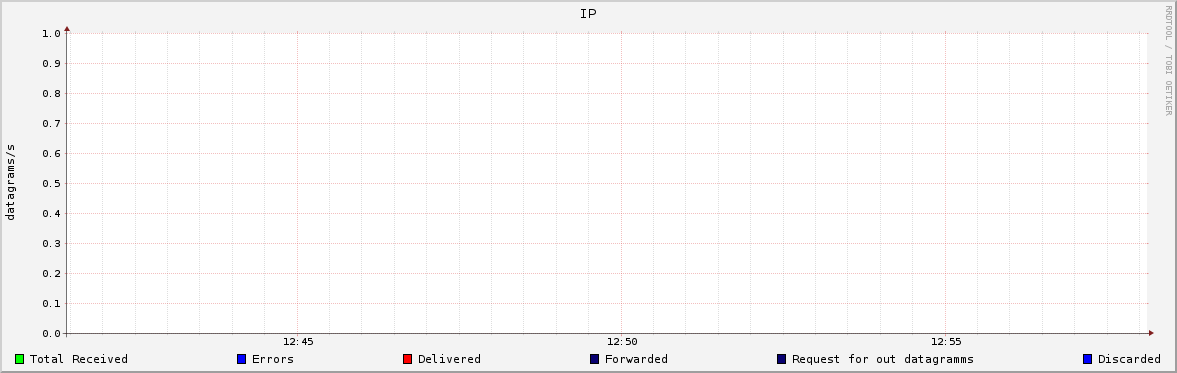 IP
RRDTOOL / TOBI OETIKER
datagrams/s
1.0
0.9
0.8
0.7
0.6
0.5
0.4
0.3
0.2
0.1
0.0
12:45 12:50 12:55
Total Received Errors Delivered Forwarded Request for out datagramms Discarded